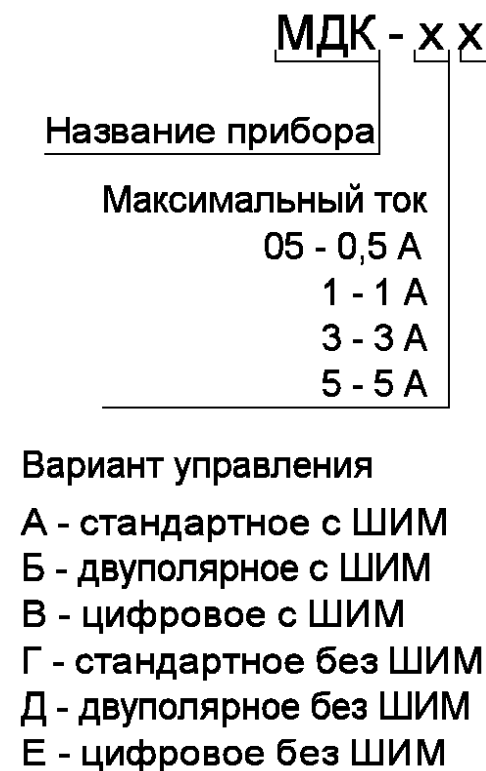 МДК - х х
Название прибора
Максимальный ток
05 - 0,5 А
1 - 1 А
3 - 3 А
5 - 5 А
Вариант управления
А - стандартное с ШИМ
Б - двуполярное с ШИМ
В - цифровое с ШИМ
Г - стандартное без ШИМ
Д - двуполярное без ШИМ
Е - цифровое без ШИМ